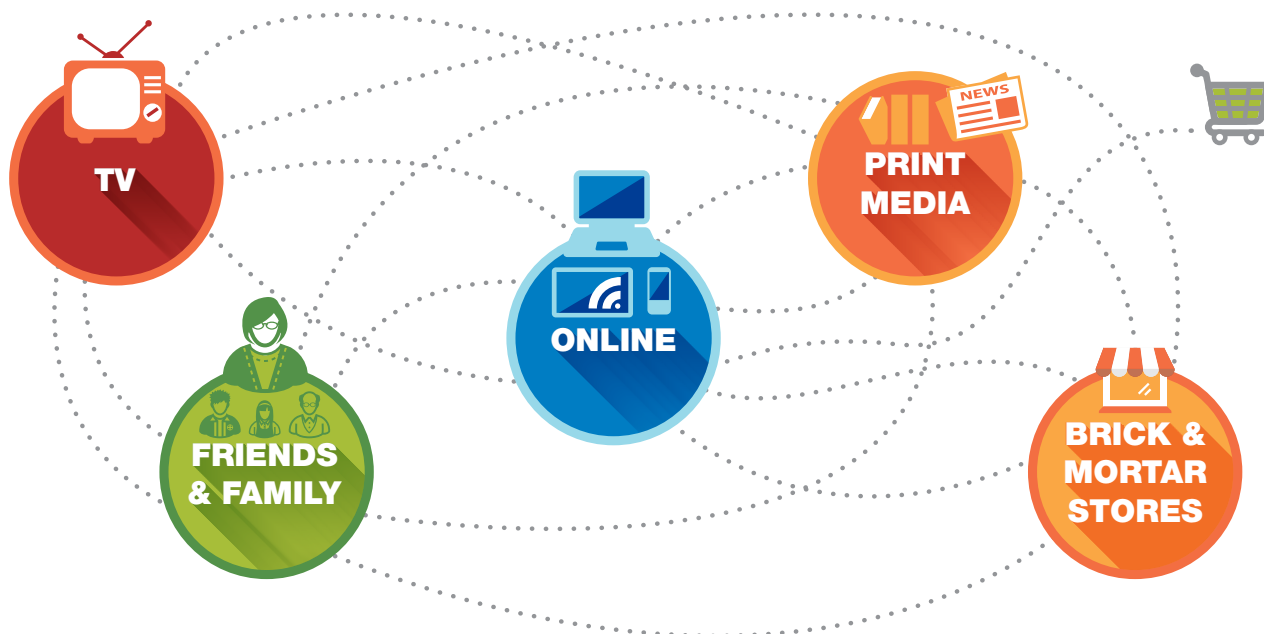 TV
NEWS
PRINT
MEDIA
ONLINE
FRIENDS
& FAMILY
BRICK &
MORTAR
STORES